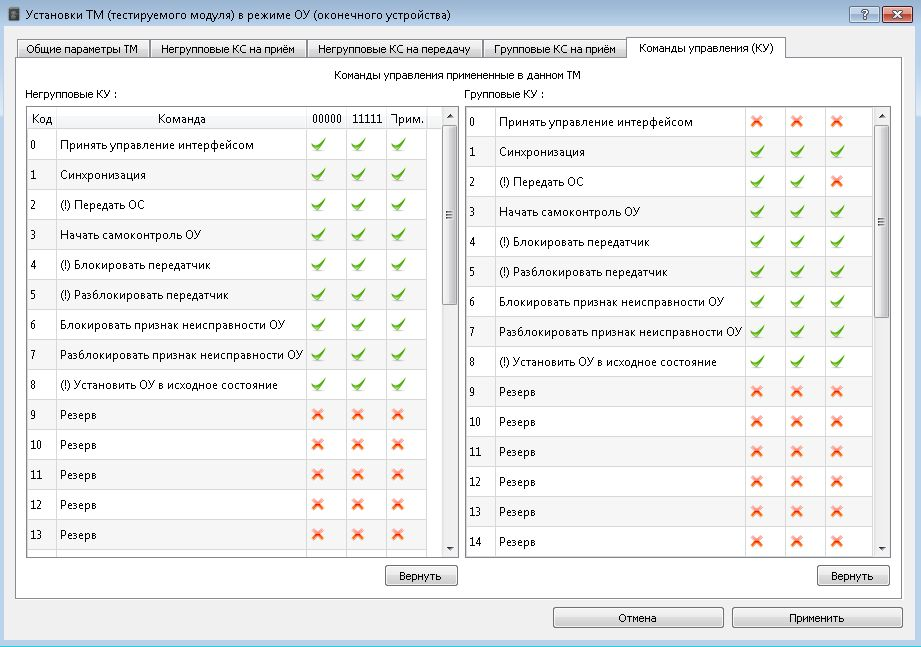 Установки ТМ (тестируемого модуля) в режиме ОУ (оконечного устройства)
Общие параметры ТМ
Негрупповые КС на приём
Негрупповые КС на передачу
Групповые КС на приём
Команды управления (КУ)
Команды управления примененные в данном ТМ
Негрупповые КУ :
Код Команда 00000 11111 Прим.
0 Принять управление интерфейсом
1 Синхронизация
2 (!) Передать ОС
3 Начать самоконтроль ОУ
4 (!) Блокировать передатчик
5 (!) Разблокировать передатчик
6 Блокировать признак неисправности ОУ
7 Разблокировать признак неисправности ОУ
8 (!) Установить ОУ в исходное состояние
9 Резерв
10 Резерв
11 Резерв
12 Резерв
13 Резерв
Вернуть
Групповые КУ :
0 Принять управление интерфейсом
1 Синхронизация
2 (!) Передать ОС
3 Начать самоконтроль ОУ
4 (!) Блокировать передатчик
5 (!) Разблокировать передатчик
6 Блокировать признак неисправности ОУ
7 Разблокировать признак неисправности ОУ
8 (!) Установить ОУ в исходное состояние
9 Резерв
10 Резерв
11 Резерв
12 Резерв
13 Резерв
14 Резерв
Вернуть
Отмена
Применить